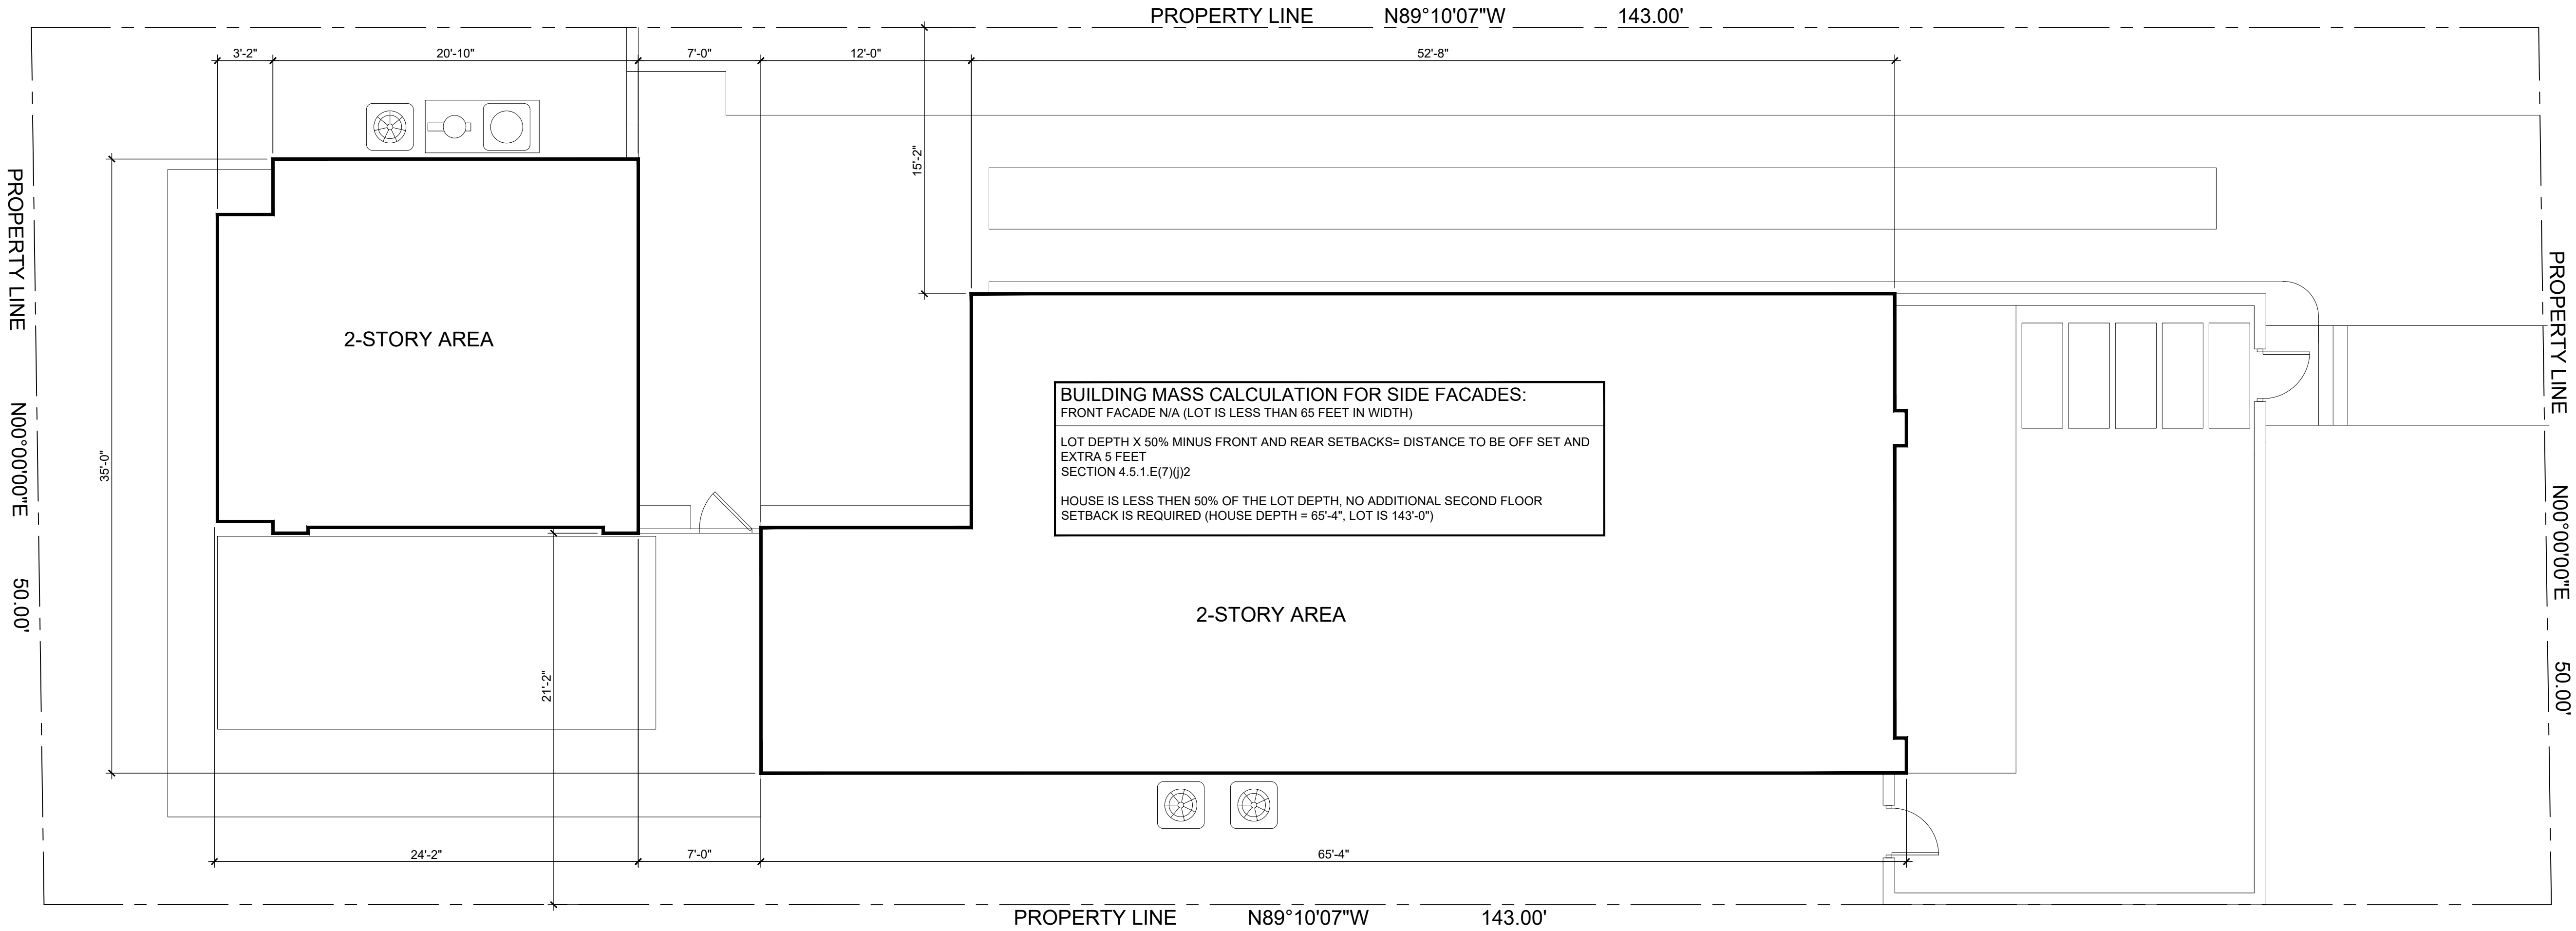 PROPERTY LINE N89°10'07"W 143.00'
3'-2" 20'-10" 7'-0" 12'-0" 52'-8"
15'-2"
PROPERTY LINE N00°00'00"E 50.00'
35'-0"
2-STORY AREA
BUILDING MASS CALCULATION FOR SIDE FACADES:
FRONT FACADE N/A (LOT IS LESS THAN 65 FEET IN WIDTH)
LOT DEPTH X 50% MINUS FRONT AND REAR SETBACKS= DISTANCE TO BE OFF SET AND
EXTRA 5 FEET
SECTION 4.5.1.E(7)(j)2
HOUSE IS LESS THEN 50% OF THE LOT DEPTH, NO ADDITIONAL SECOND FLOOR
SETBACK IS REQUIRED (HOUSE DEPTH = 65'-4", LOT IS 143'-0")
PROPERTY LINE N00°00'00"E 50.00'
2-STORY AREA
21'-2"
24'-2" 7'-0" 65'-4"
PROPERTY LINE N89°10'07"W 143.00'